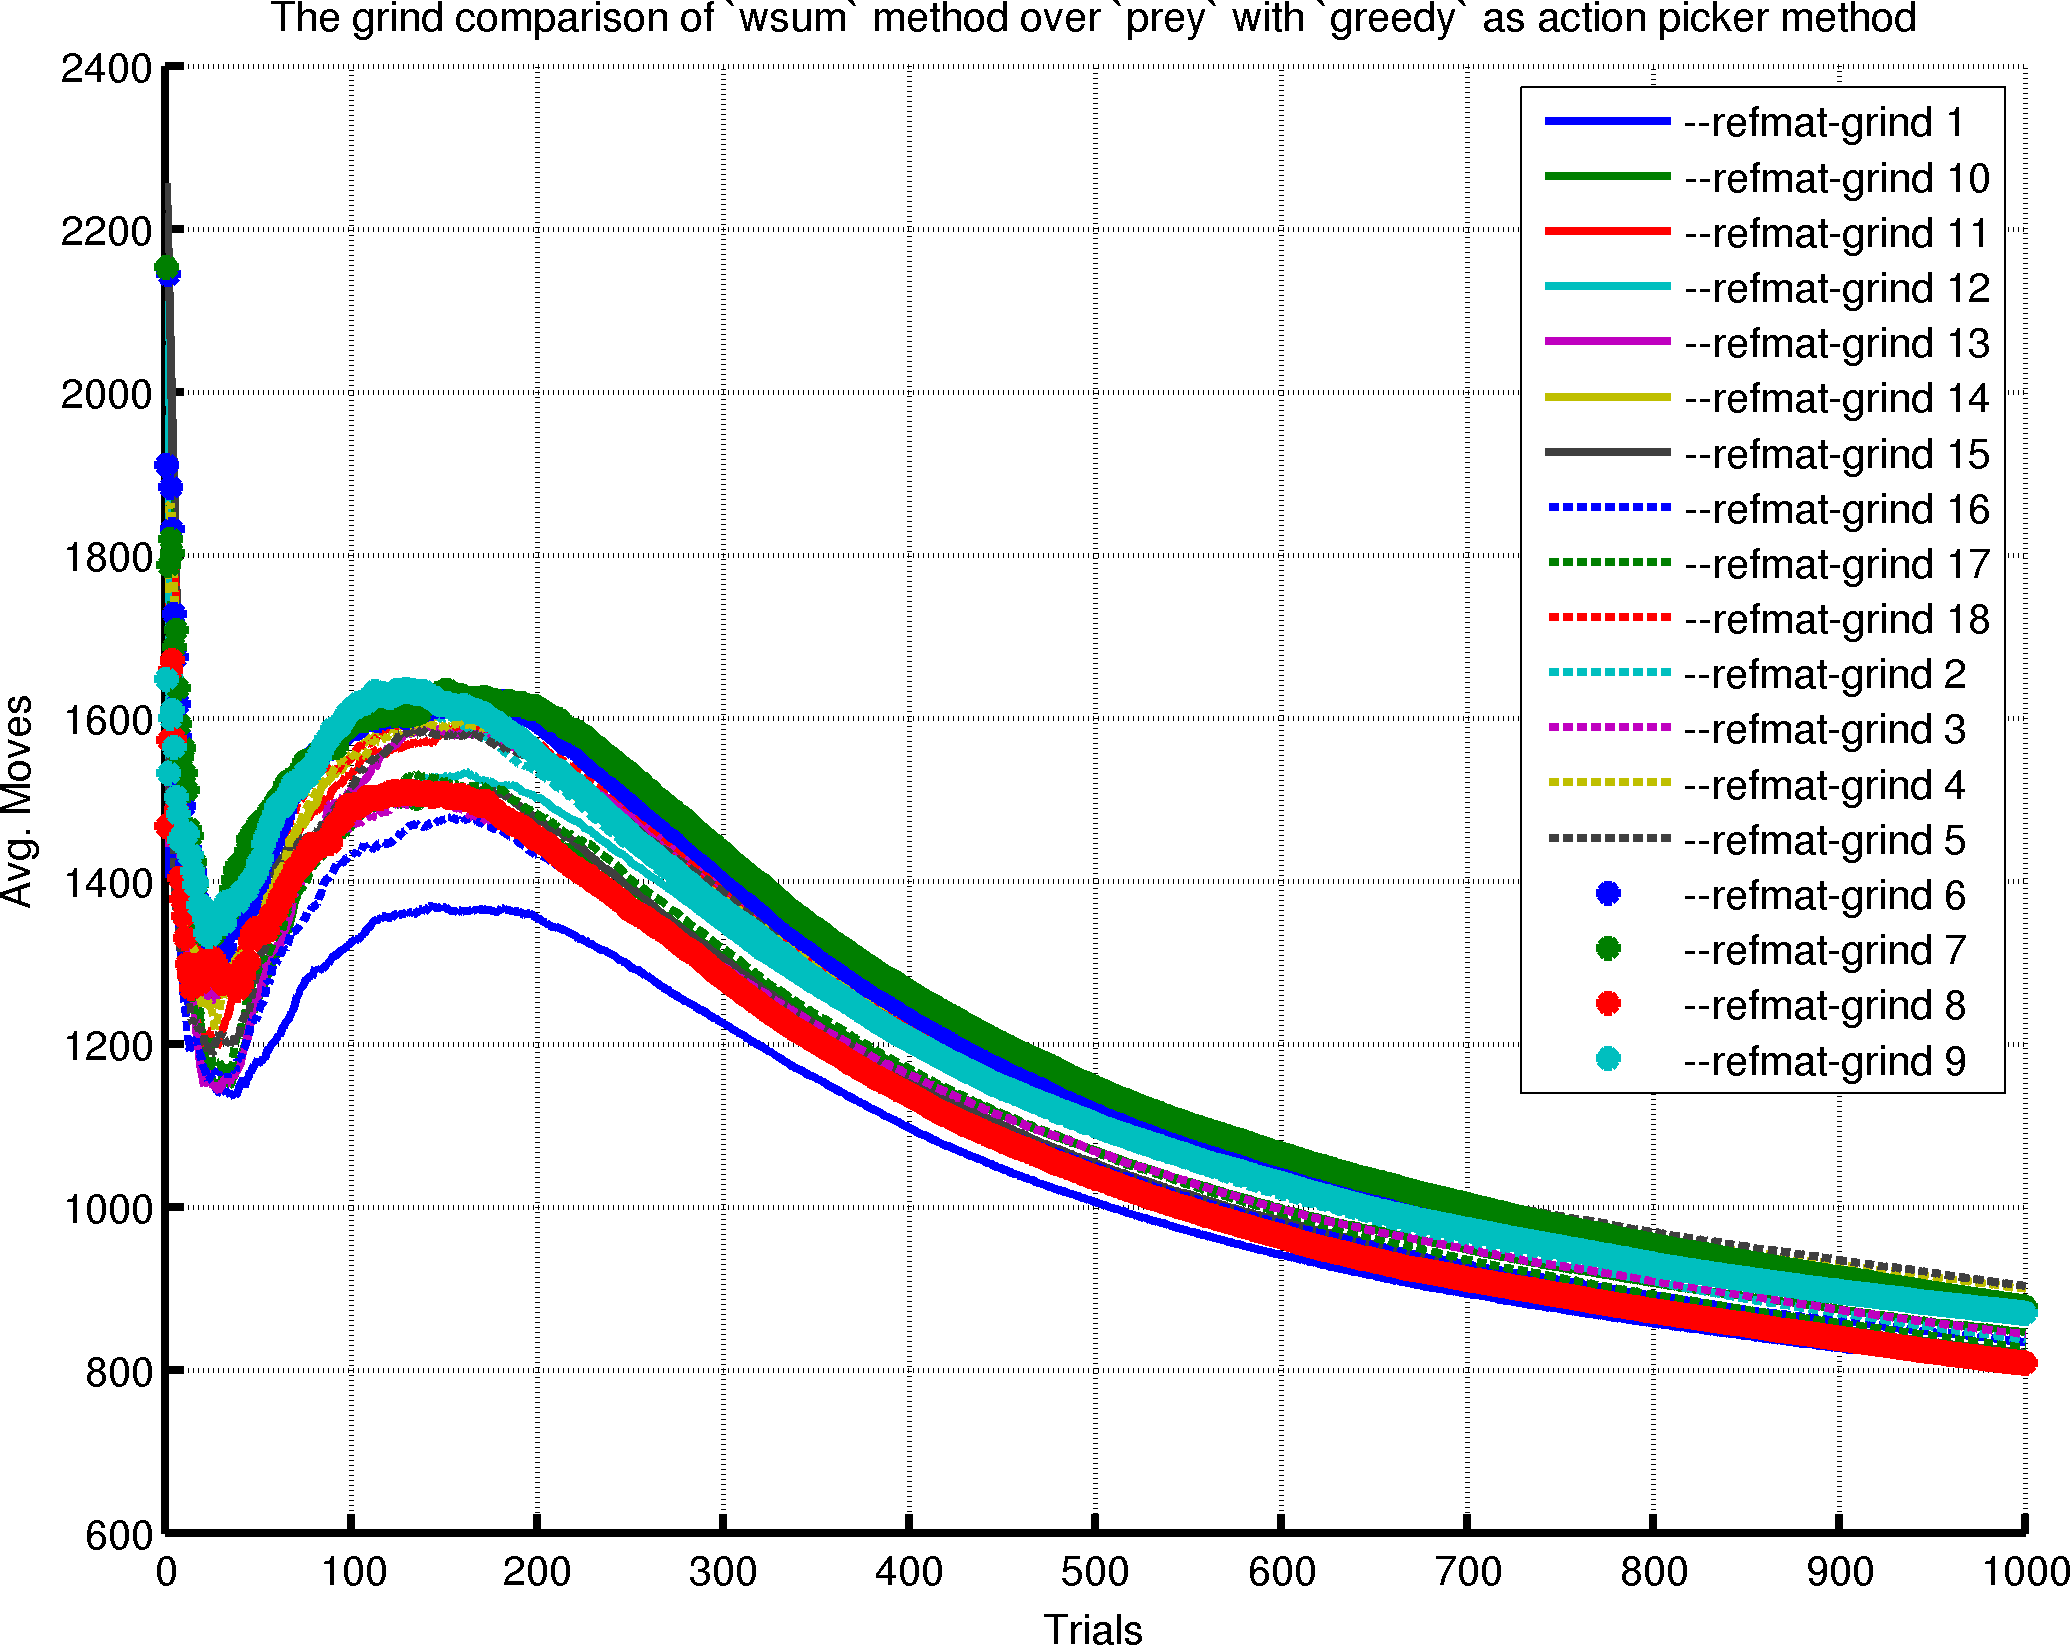 The grind comparison of `wsum` method over `prey` with `greedy` as action picker method
2400
2200
2000
1800
1600
1400
1200
1000
800
600
Avg. Moves
0 100 200 300 400 500 600 700 800 900 1000
Trials
--refmat-grind 1
--refmat-grind 10
--refmat-grind 11
--refmat-grind 12
--refmat-grind 13
--refmat-grind 14
--refmat-grind 15
--refmat-grind 16
--refmat-grind 17
--refmat-grind 18
--refmat-grind 2
--refmat-grind 3
--refmat-grind 4
--refmat-grind 5
--refmat-grind 6
--refmat-grind 7
--refmat-grind 8
--refmat-grind 9